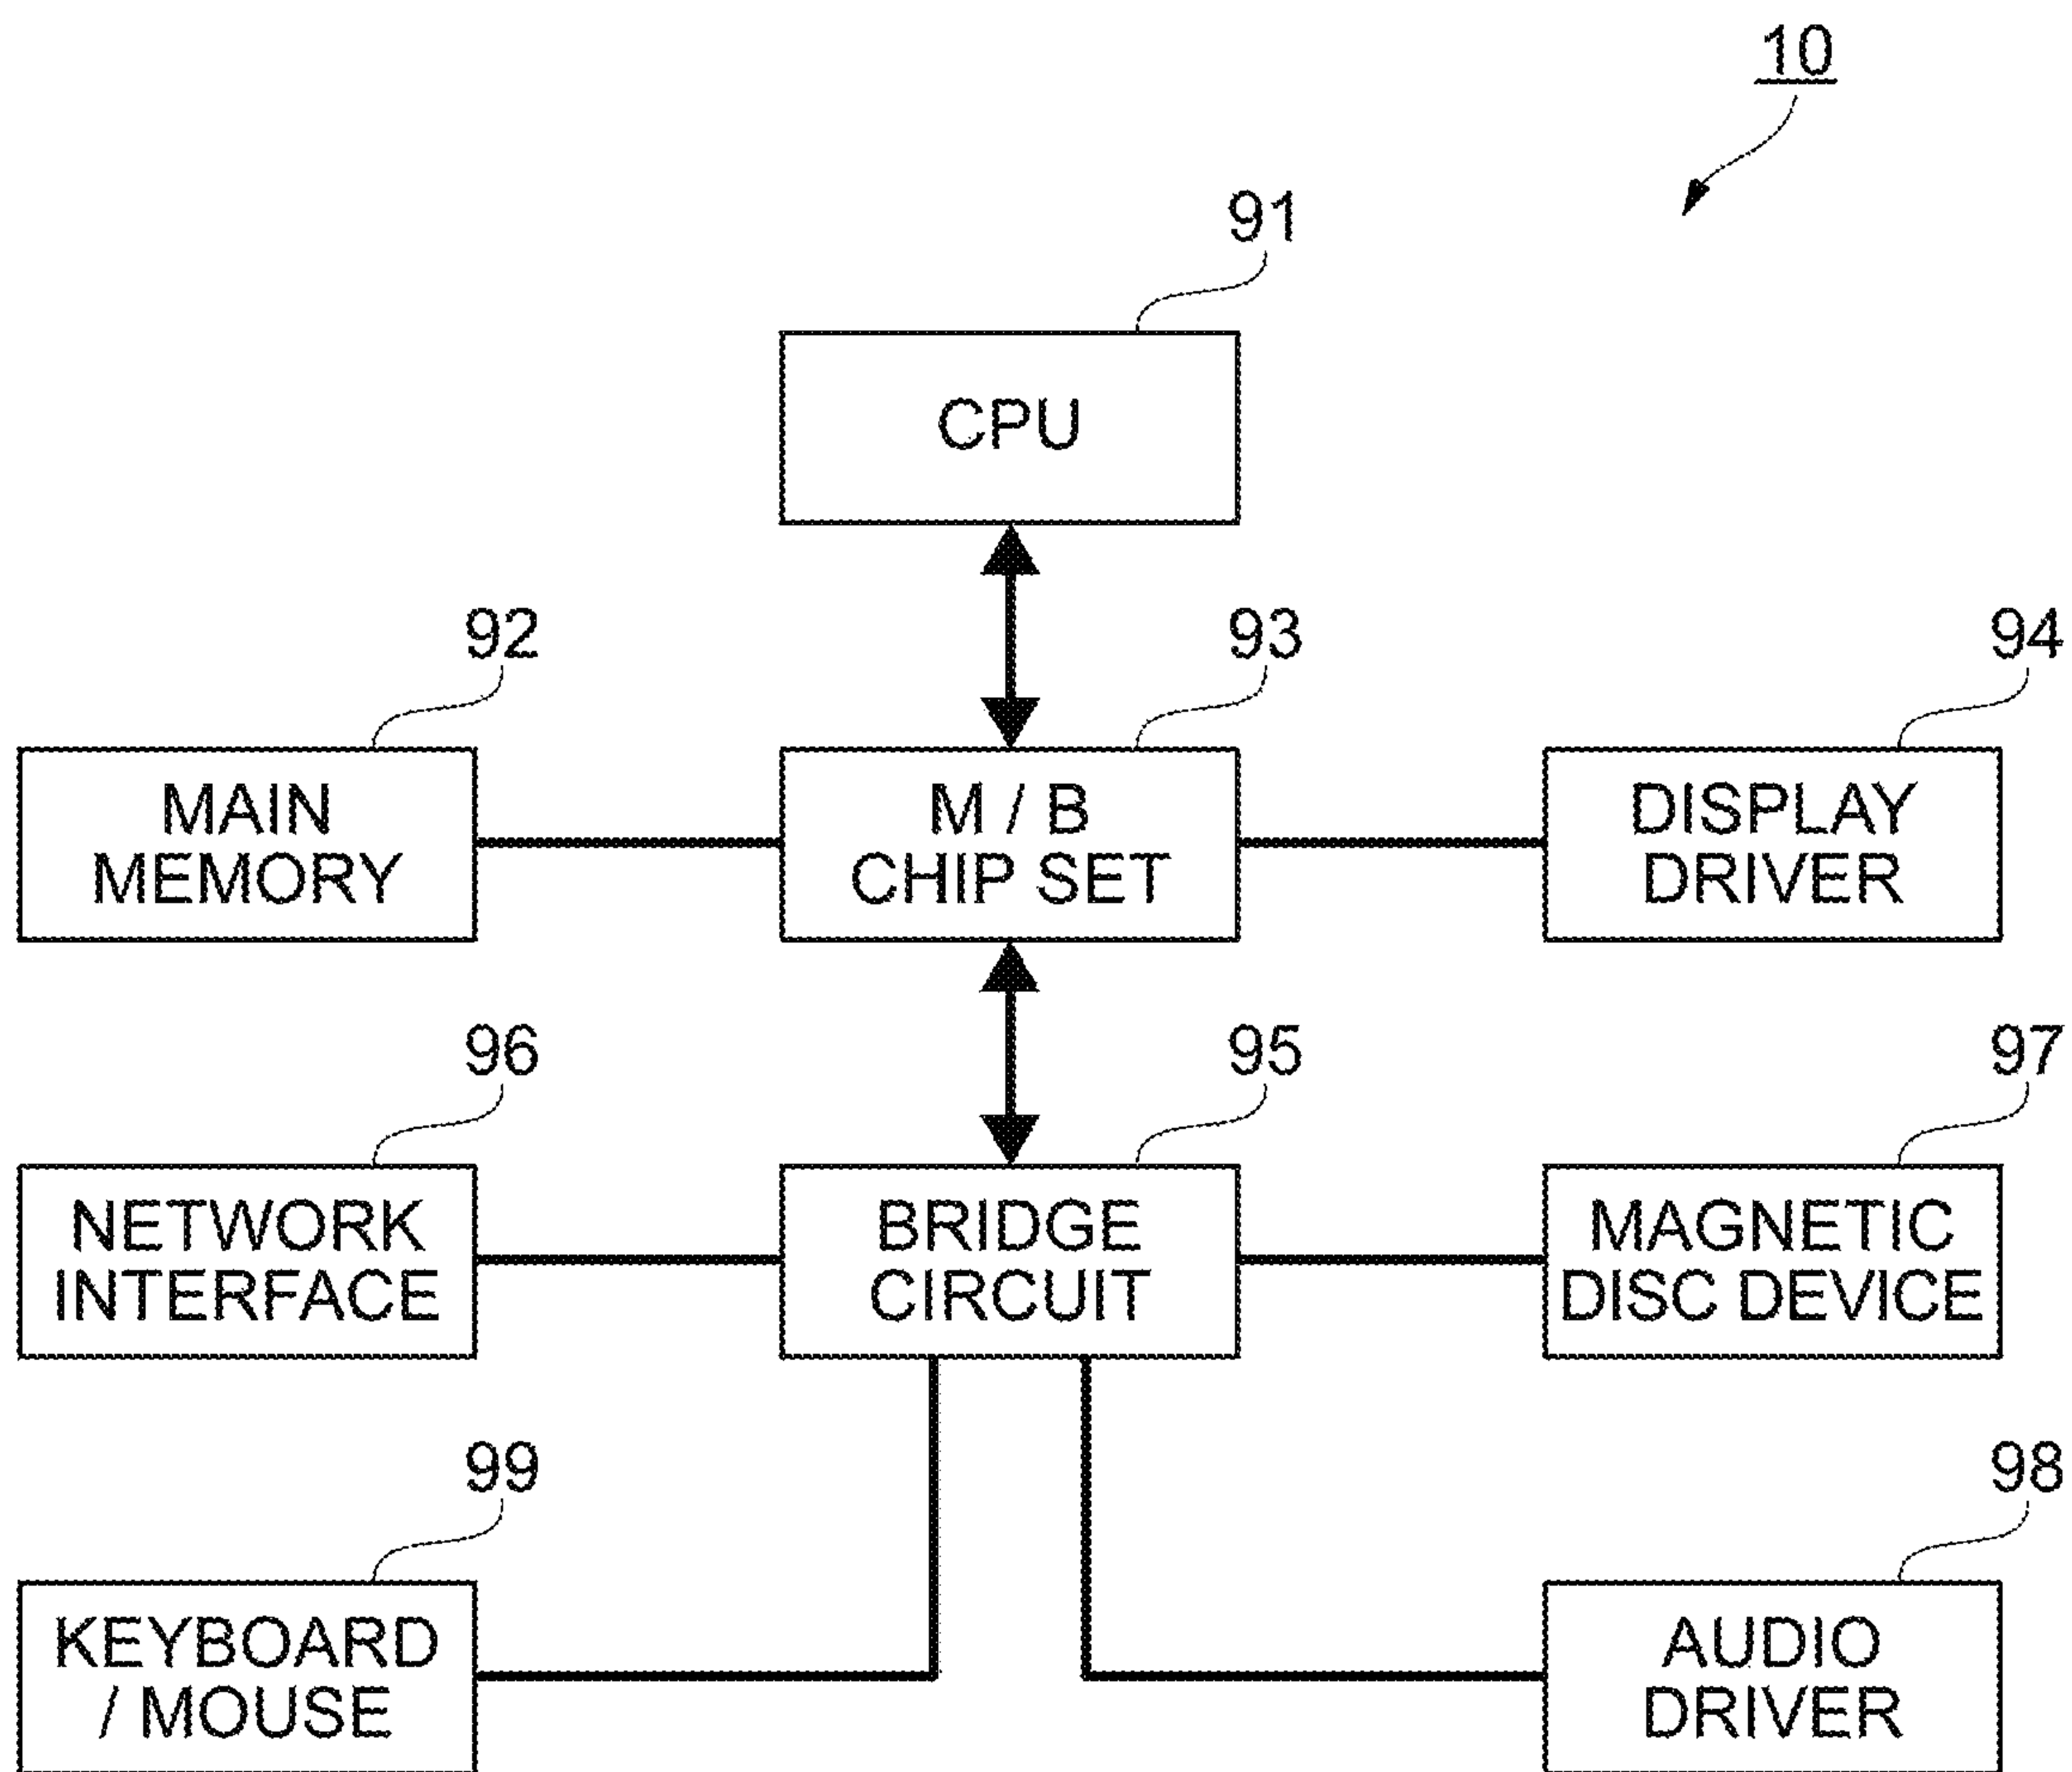 10
91
CPU
92
93
94
MAIN
MEMORY
M / B
CHIP SET
DISPLAY
DRIVER
96
95
97
NETWORK
INTERFACE
BRIDGE
CIRCUIT
MAGNETIC
DISC DEVICE
99
98
KEYBOARD
/ MOUSE
AUDIO
DRIVER